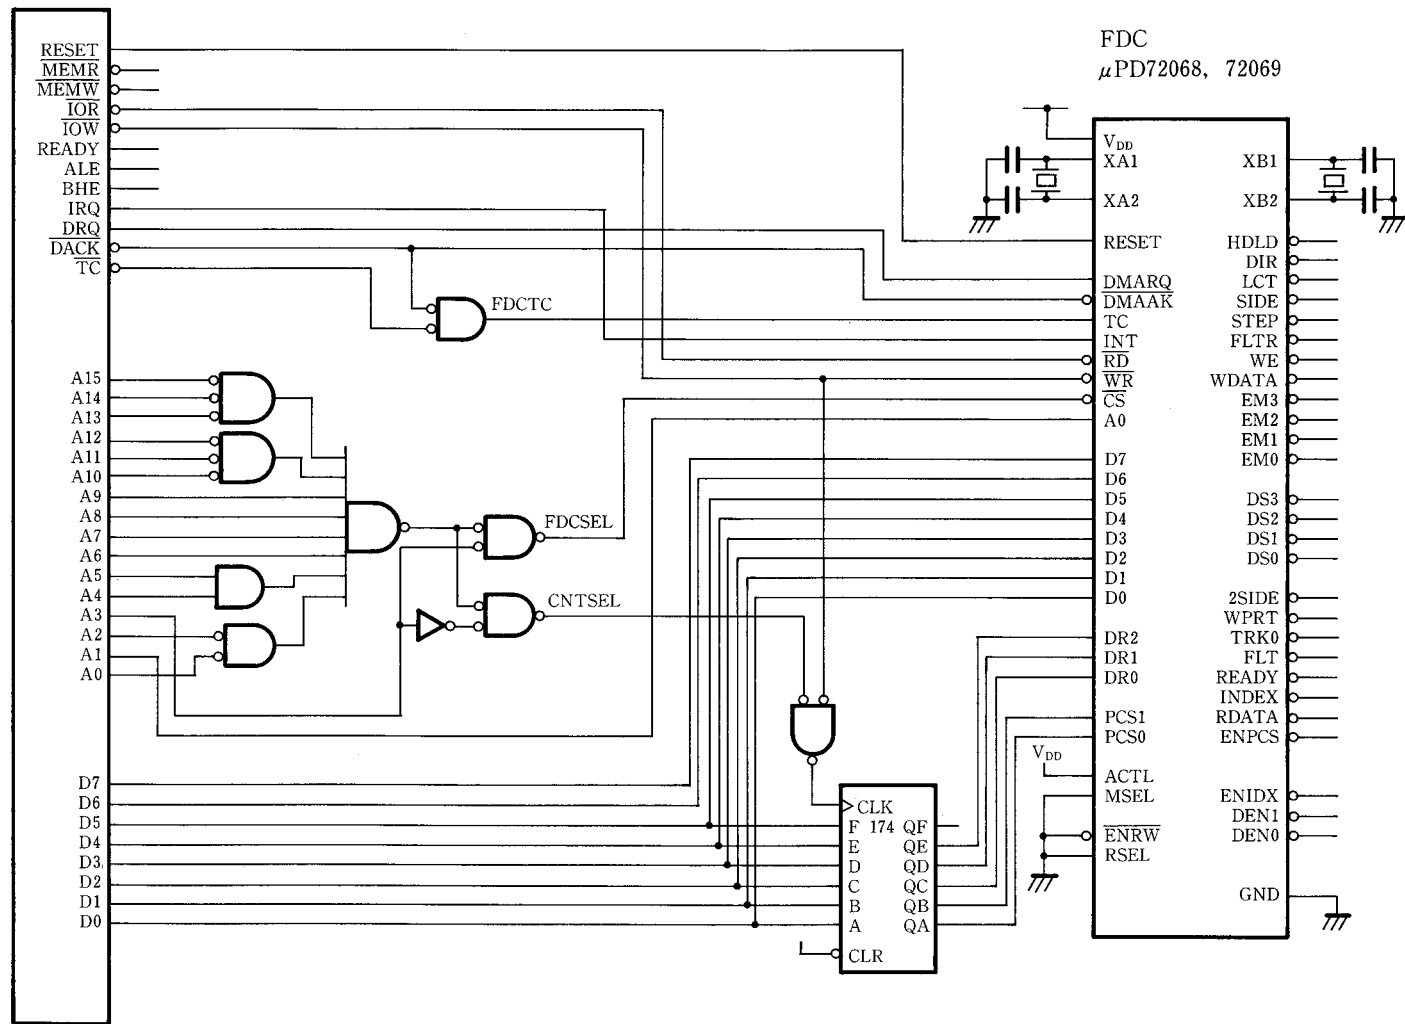 FDC
μPD72068, 72069
RESET
MEMR
MEMW
IOR
IOW
READY
ALE
BHE
IRQ
DRQ
DACK
TC
A15
A14
A13
A12
A11
A10
A9
A8
A7
A6
A5
A4
A3
A2
A1
A0
D7
D6
D5
D4
D3
D2
D1
D0
FDCTC
FDCSEL
CNTSEL
CLK
F 174 QF
E QE
D QD
C QC
B QB
A QA
CLR
VDD
XA1
XA2
RESET
DMARQ
DMAAK
TC
INT
RD
WR
CS
A0
D7
D6
D5
D4
D3
D2
D1
D0
DR2
DR1
DR0
PCS1
PCS0
VDD
ACTL
MSEL
ENRW
RSEL
XB1
XB2
HDLD
DIR
LCT
SIDE
STEP
FLTR
WE
WDATA
EM3
EM2
EM1
EM0
DS3
DS2
DS1
DS0
2SIDE
WPRT
TRK0
FLT
READY
INDEX
RDATA
ENPCS
ENIDX
DEN1
DEN0
GND